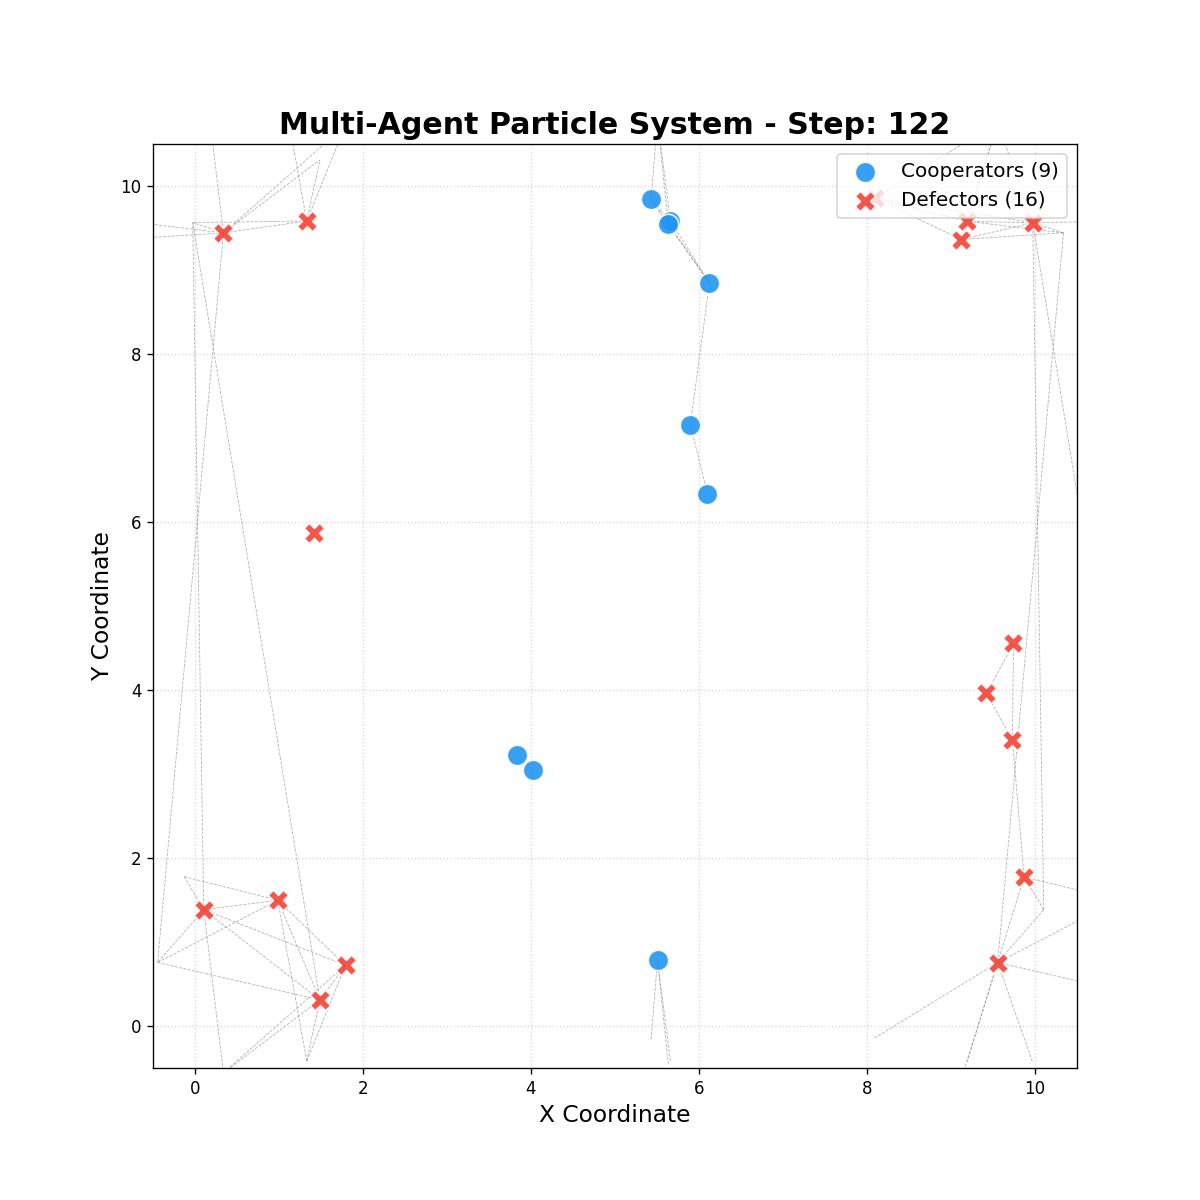 Multi-Agent Particle System - Step: 122
Cooperators (9)
Defectors (16)
10
8
6
4
2
0
Y Coordinate
0 2 4 6 8 10
X Coordinate